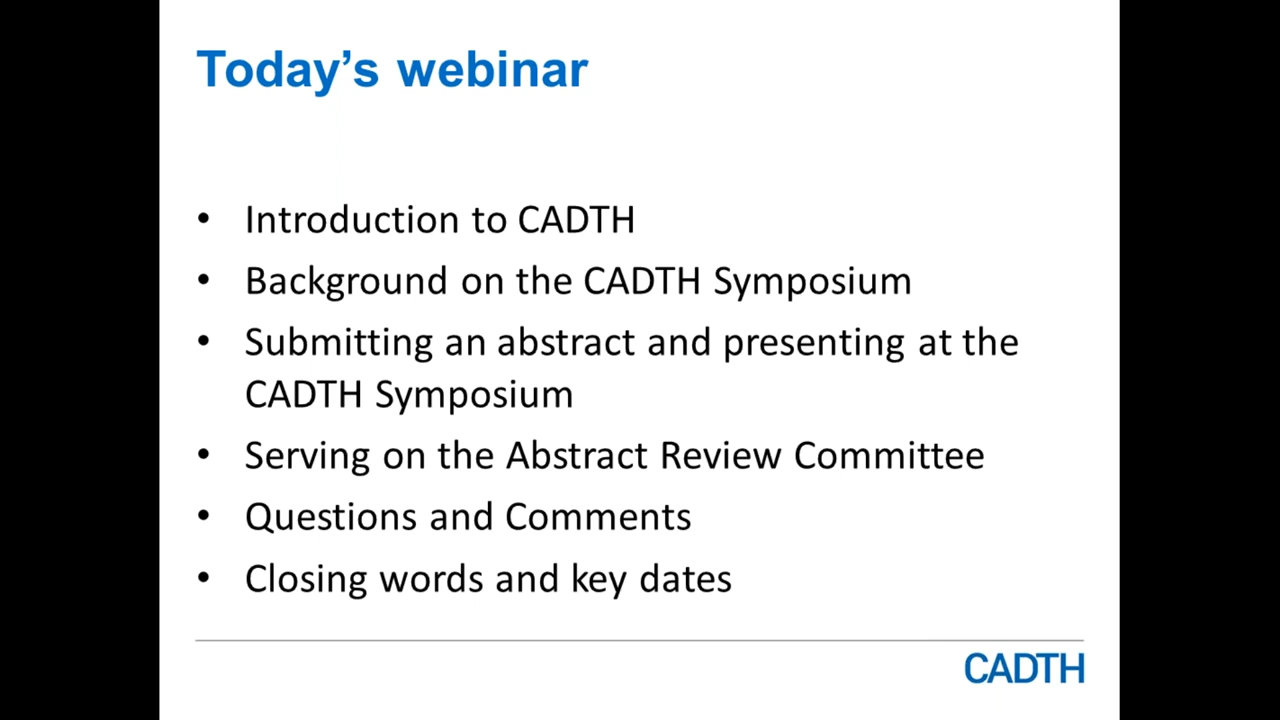 Today's webinar
• Introduction to CADTH
• Background on the CADTH Symposium
• Submitting an abstract and presenting at the
CADTH Symposium
• Serving on the Abstract Review Committee
• Questions and Comments
• Closing words and key dates
CADTH